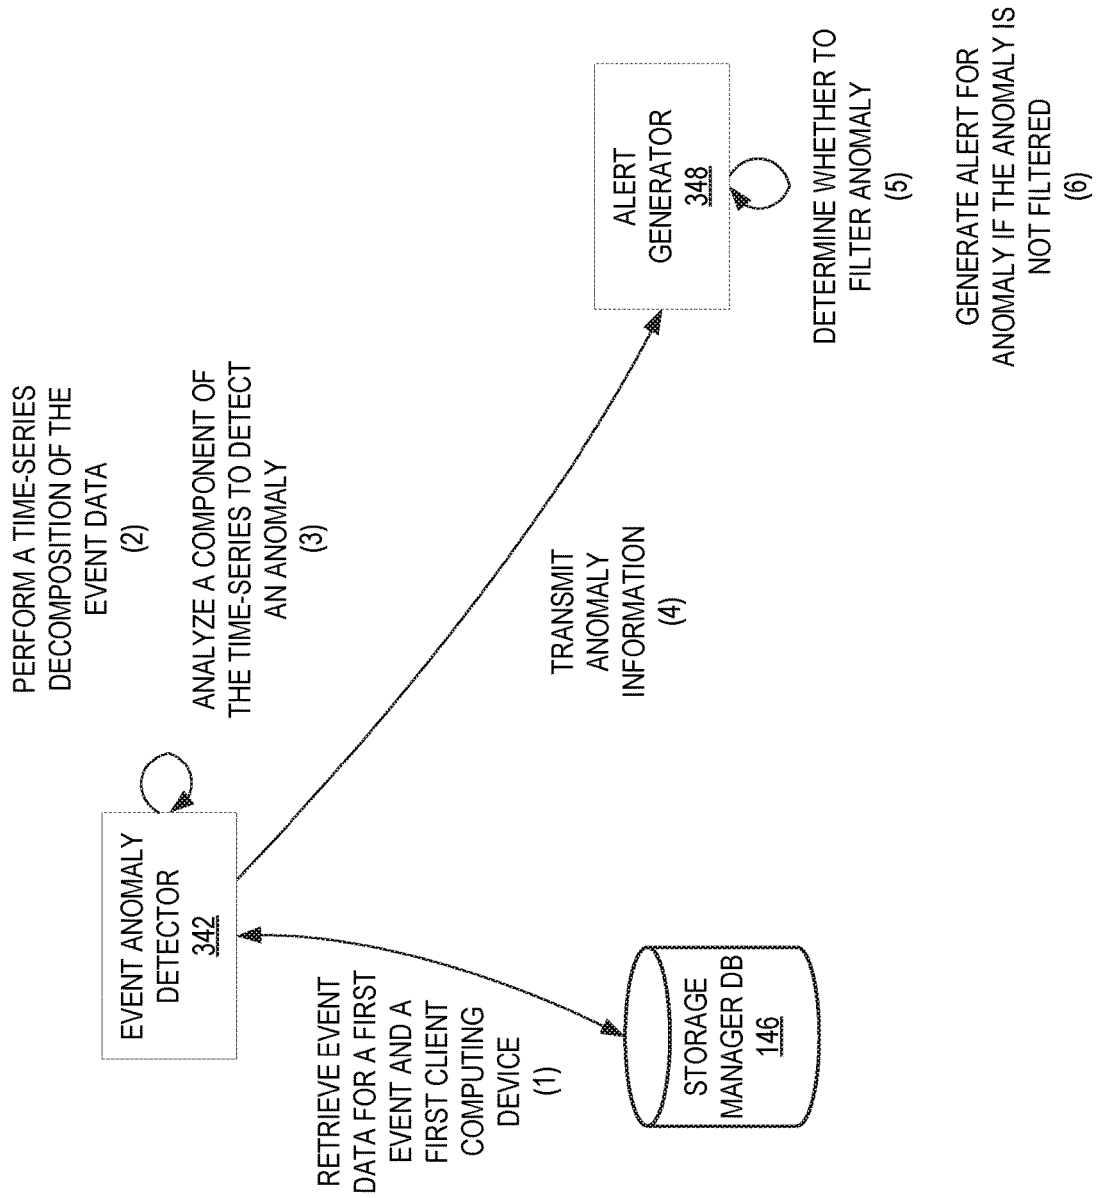 PERFORM A TIME-SERIES
DECOMPOSITION OF THE
EVENT DATA
(2)
ANALYZE A COMPONENT OF
THE TIME-SERIES TO DETECT
AN ANOMALY
(3)
EVENT ANOMALY
DETECTOR
342
RETRIEVE EVENT
DATA FOR A FIRST
EVENT AND A
FIRST CLIENT
COMPUTING
DEVICE
(1)
STORAGE
MANAGER DB
146
TRANSMIT
ANOMALY
INFORMATION
(4)
ALERT
GENERATOR
348
DETERMINE WHETHER TO
FILTER ANOMALY
(5)
GENERATE ALERT FOR
ANOMALY IF THE ANOMALY IS
NOT FILTERED
(6)